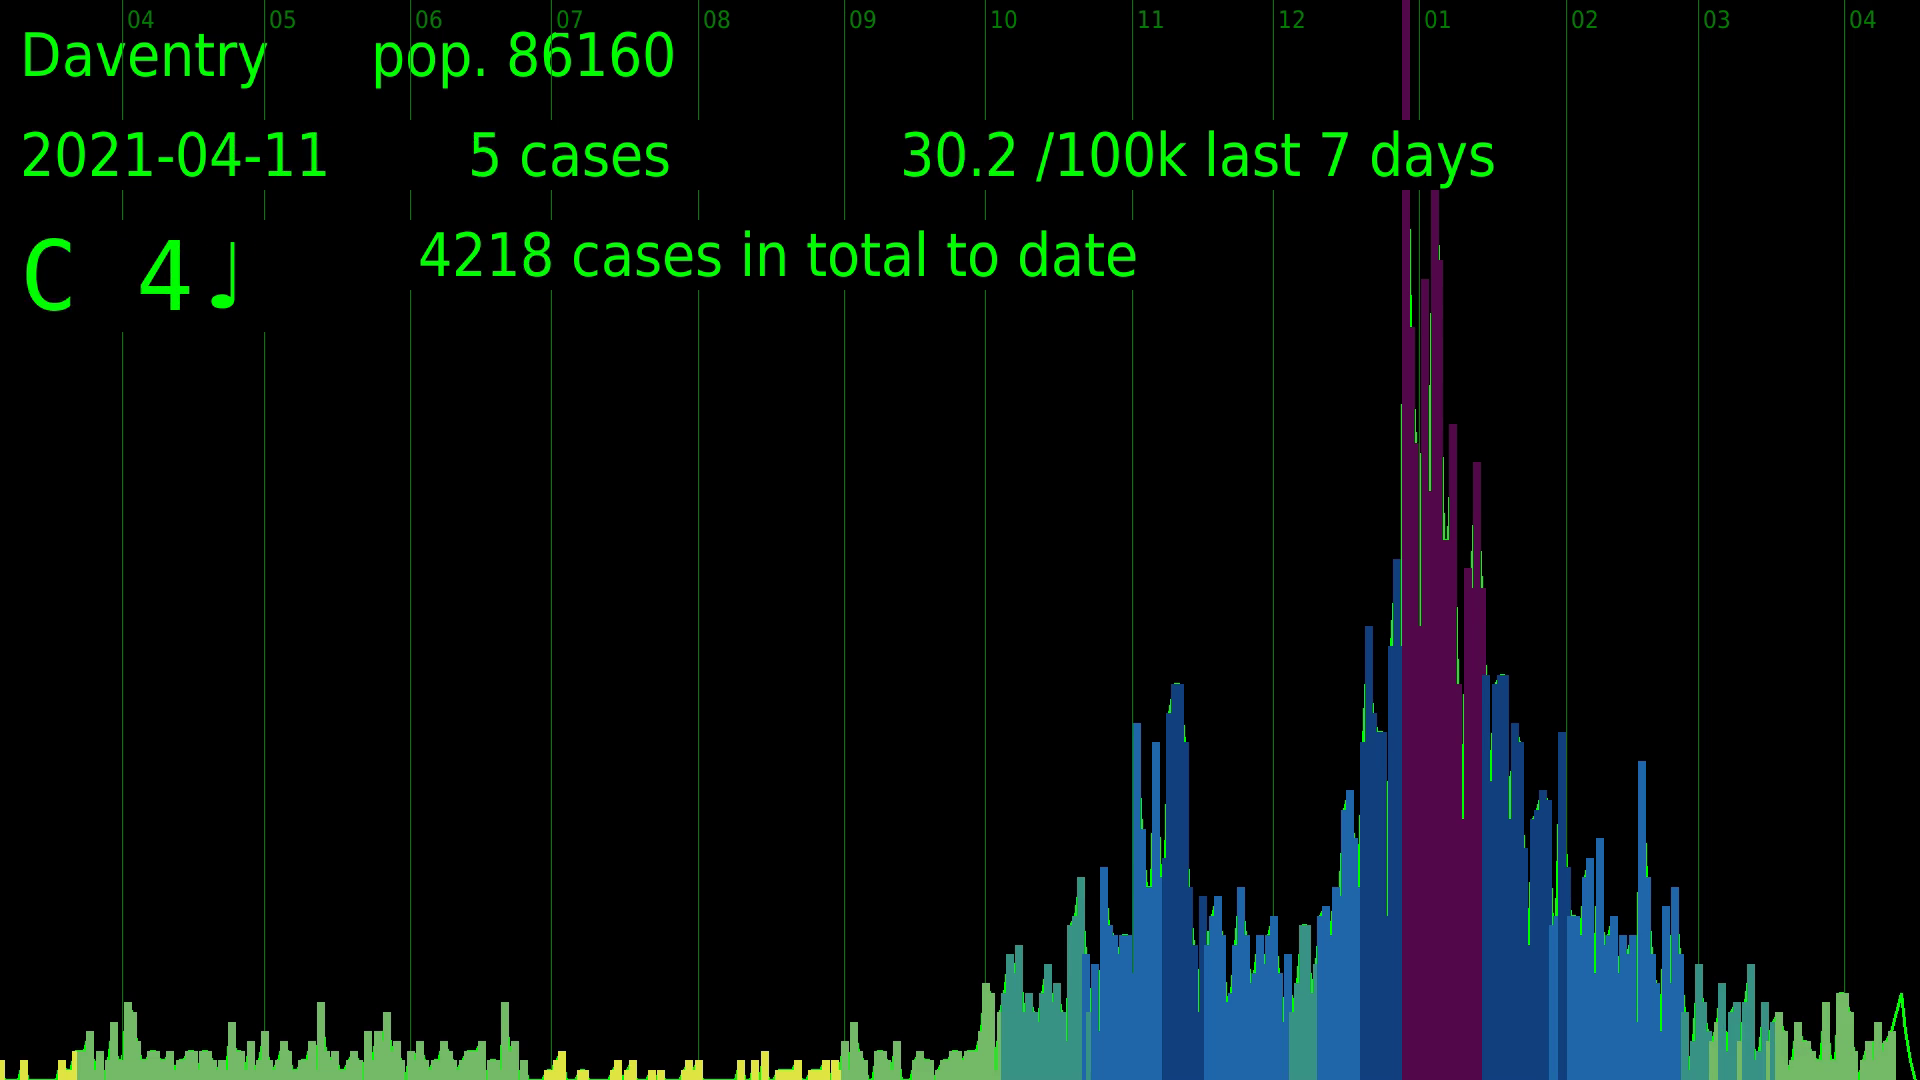 04 05 06 07 08 09 10 11 12 01 02 03 04
Daventry pop. 86160
2021-04-11 5 cases 30.2 /100k last 7 days
C 4♩ 4218 cases in total to date